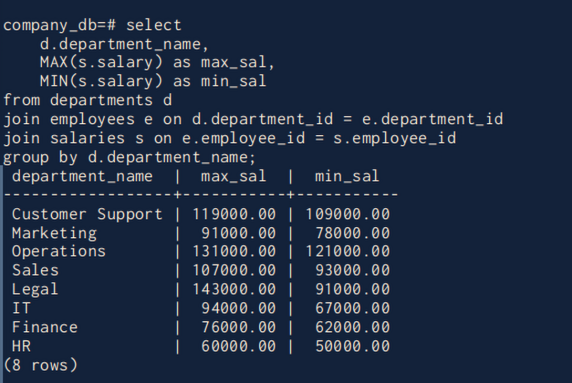 company_db=# select
    d.department_name,
    MAX(s.salary) as max_sal,
    MIN(s.salary) as min_sal
from departments d
join employees e on d.department_id = e.department_id
join salaries s on e.employee_id = s.employee_id
group by d.department_name;
 department_name  |  max_sal  |  min_sal
------------------+-----------+-----------
 Customer Support | 119000.00 | 109000.00
 Marketing        |  91000.00 |  78000.00
 Operations       | 131000.00 | 121000.00
 Sales            | 107000.00 |  93000.00
 Legal            | 143000.00 |  91000.00
 IT               |  94000.00 |  67000.00
 Finance          |  76000.00 |  62000.00
 HR               |  60000.00 |  50000.00
(8 rows)